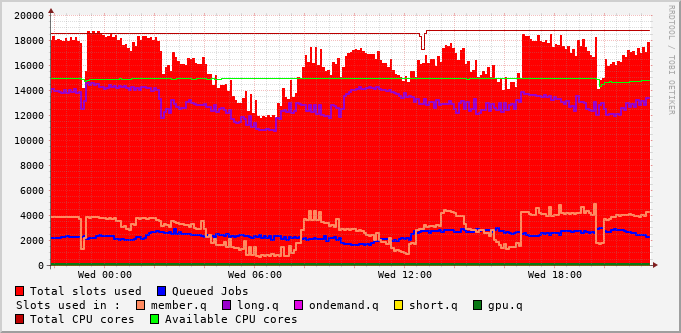 20000
18000
16000
14000
12000
10000
8000
6000
4000
2000
0
Wed 00:00 Wed 06:00 Wed 12:00 Wed 18:00
RRDTOOL / TOBI OETIKER
Total slots used Queued Jobs
Slots used in : member.q long.q ondemand.q short.q gpu.q
Total CPU cores Available CPU cores